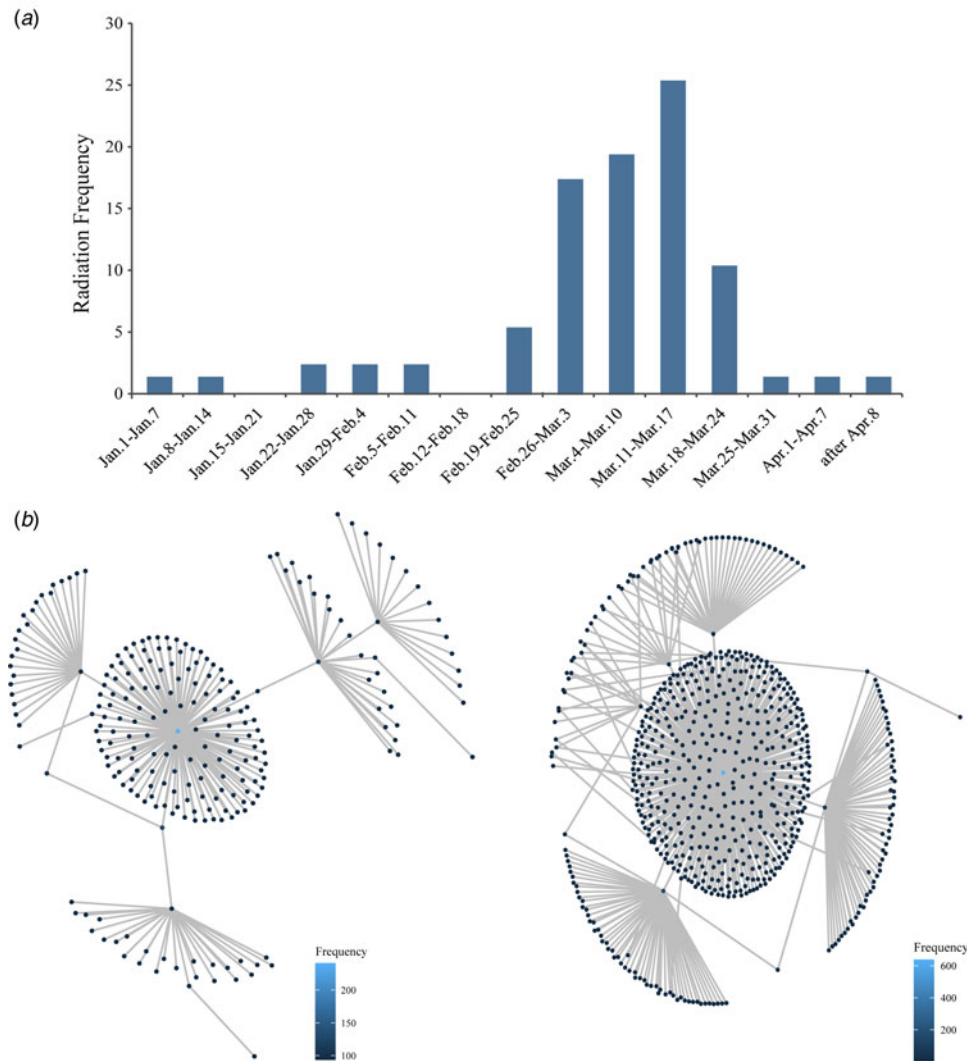 (a)
30
25
20
15
10
5
0
Radiation Frequency
Jan.1-Jan.7
Jan.8-Jan.14
Jan.15-Jan.21
Jan.22-Jan.28
Jan.29-Feb.4
Feb.5-Feb.11
Feb.12-Feb.18
Feb.19-Feb.25
Feb.26-Mar.3
Mar.4-Mar.10
Mar.11-Mar.17
Mar.18-Mar.24
Mar.25-Mar.31
Apr.1-Apr.7
after Apr.8
(b)
Frequency
200
150
100
Frequency
600
400
200